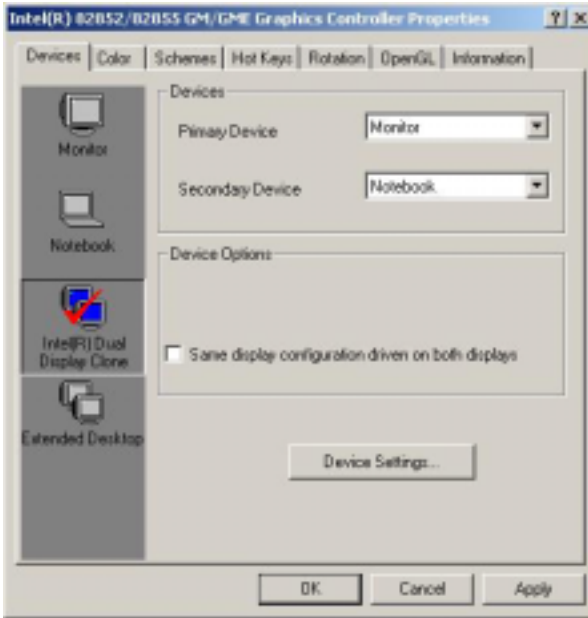 Intel(R) 82852/82855 GM/GME Graphics Controller Properties
Devices Color Schemes Hot Keys Rotation OpenGL Information
Monitor
Notebook
Intel(R) Dual
Display Clone
Extended Desktop
Devices
Primary Device Monitor
Secondary Device Notebook
Device Options
Same display configuration driven on both displays
Device Settings...
OK Cancel Apply